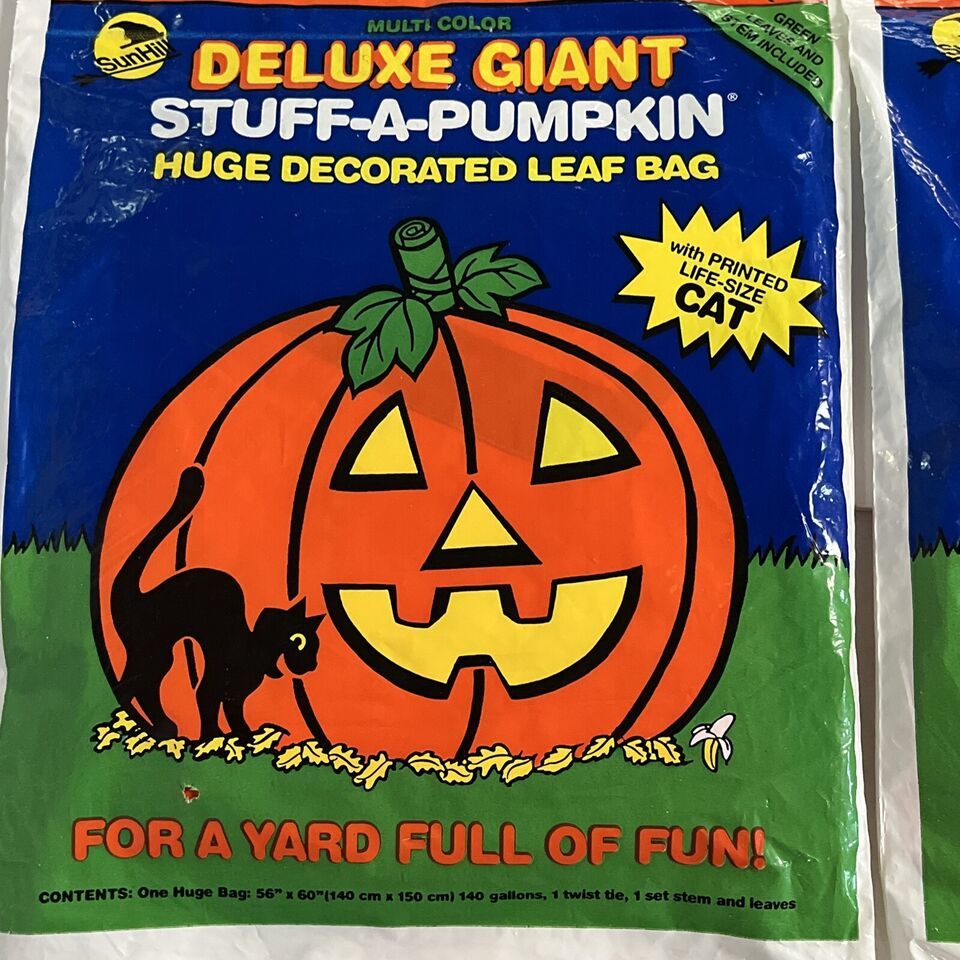 SunHill
MULTI COLOR
DELUXE GIANT
STUFF-A-PUMPKIN®
HUGE DECORATED LEAF BAG
GREEN
LEAVES AND
STEM INCLUDED
with PRINTED
LIFE-SIZE
CAT
FOR A YARD FULL OF FUN!
CONTENTS: One Huge Bag: 56" x 60"(140 cm x 150 cm) 140 gallons, 1 twist tie, 1 set stem and leaves